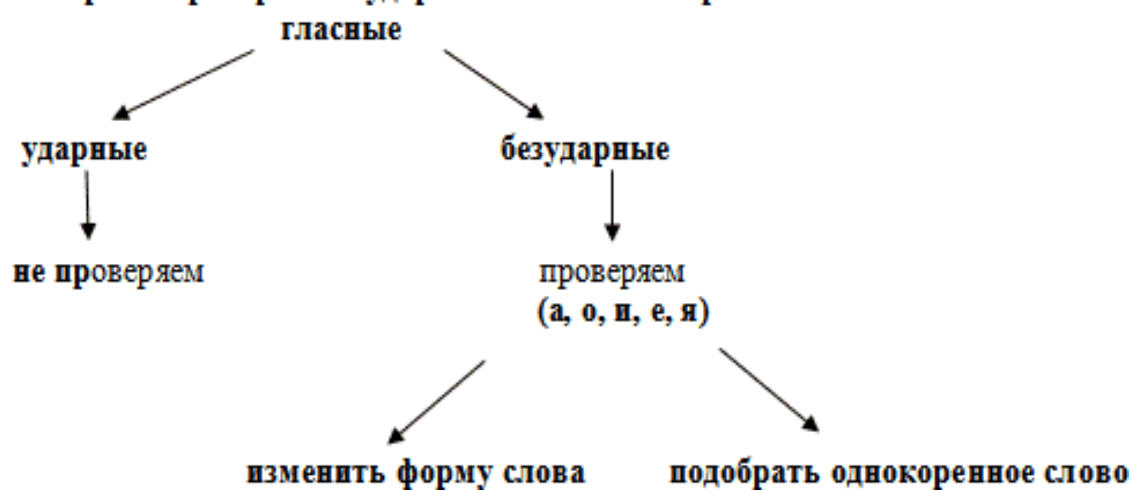 гласные
ударные безударные
не проверяем проверяем
(а, о, и, е, я)
изменить форму слова подобрать однокоренное слово